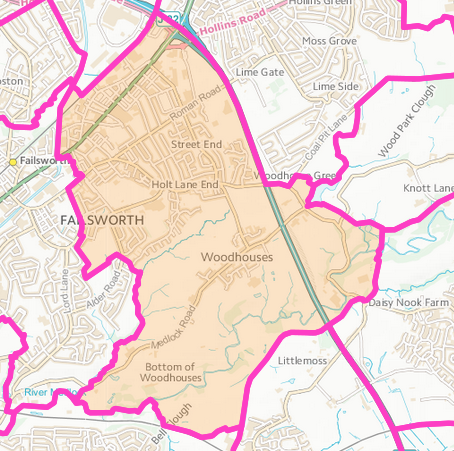 Hollins Green
Hollins Road
J 22
Moss Grove
Lime Gate
Lime Side
Roman Road
Wood Park Clough
Coal Pit Lane
Street End
Failsworth
Holt Lane End
Woodhouses Green
Knott Lane
FAILSWORTH
Woodhouses
Lord Lane
Alder Road
Daisy Nook Farm
Medlock Road
Littlemoss
Bottom of
Woodhouses
River Medlock
Bell Clough